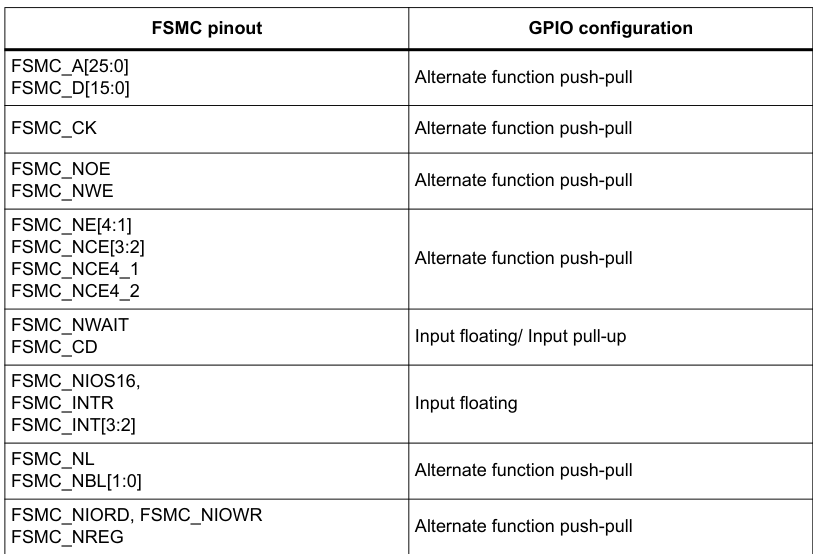 FSMC pinout GPIO configuration
FSMC_A[25:0]
FSMC_D[15:0]
Alternate function push-pull
FSMC_CK Alternate function push-pull
FSMC_NOE
FSMC_NWE
Alternate function push-pull
FSMC_NE[4:1]
FSMC_NCE[3:2]
FSMC_NCE4_1
FSMC_NCE4_2
Alternate function push-pull
FSMC_NWAIT
FSMC_CD
Input floating/ Input pull-up
FSMC_NIOS16,
FSMC_INTR
FSMC_INT[3:2]
Input floating
FSMC_NL
FSMC_NBL[1:0]
Alternate function push-pull
FSMC_NIORD, FSMC_NIOWR
FSMC_NREG
Alternate function push-pull